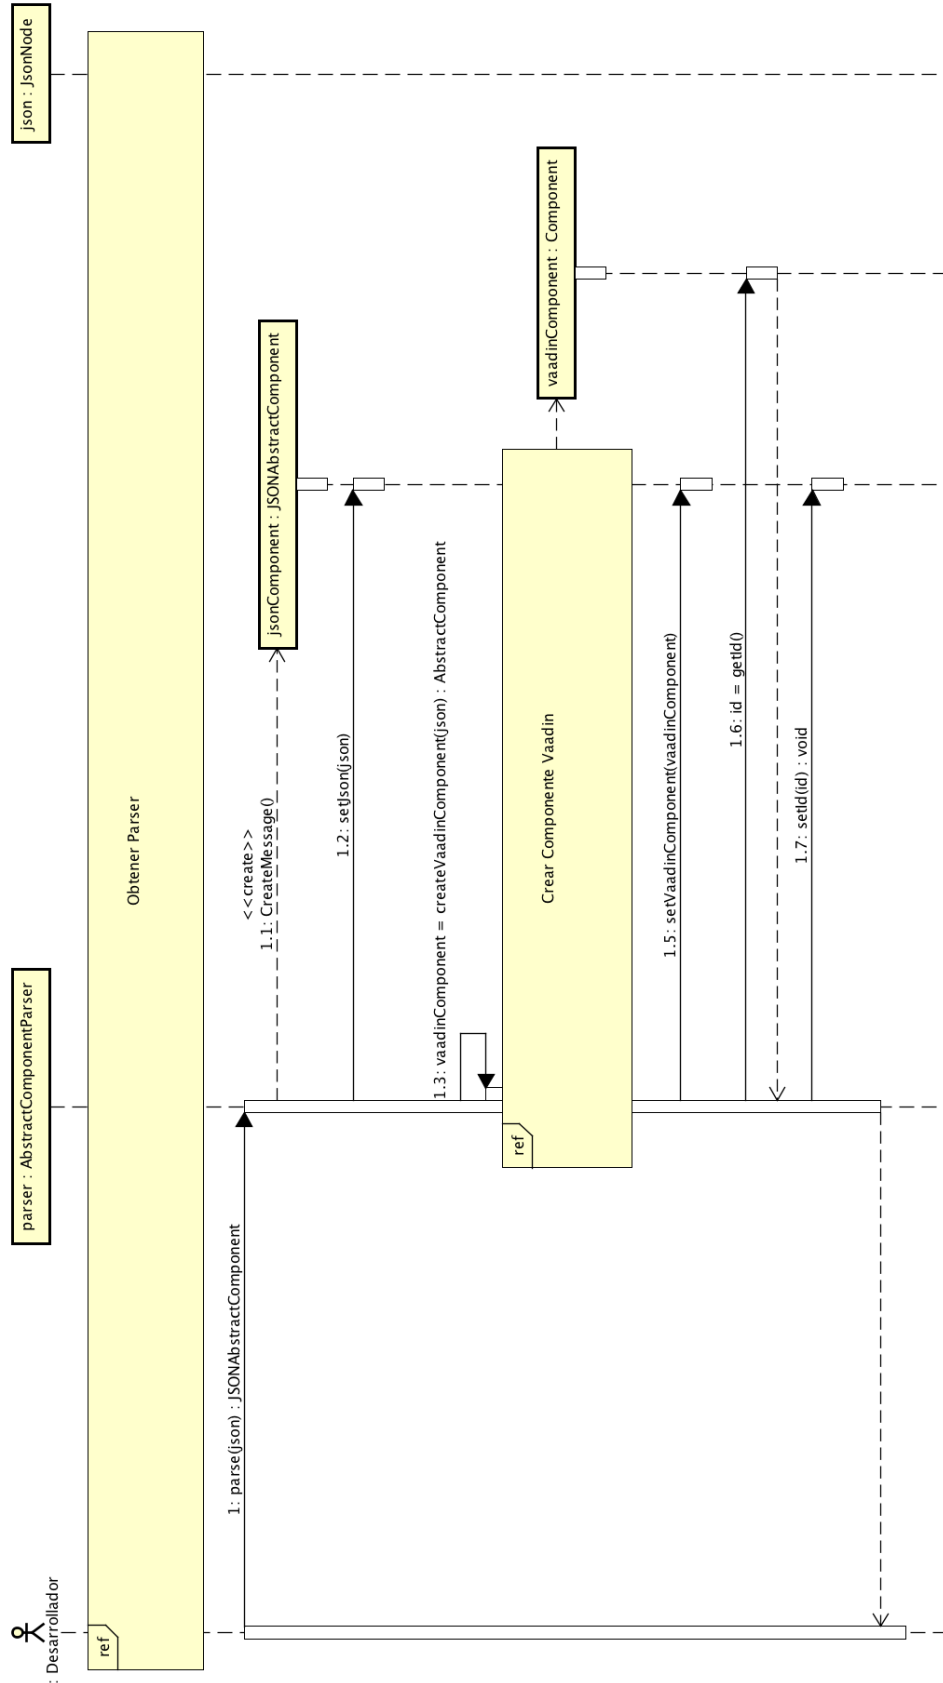 : Desarrollador
parser : AbstractComponentParser
json : JsonNode
ref
Obtener Parser
1: parse(json) : JSONAbstractComponent
<<create>>
1.1: CreateMessage()
jsonComponent : JSONAbstractComponent
1.2: setJson(json)
1.3: vaadinComponent = createVaadinComponent(json) : AbstractComponent
ref
Crear Componente Vaadin
vaadinComponent : Component
1.5: setVaadinComponent(vaadinComponent)
1.6: id = getId()
1.7: setId(id) : void